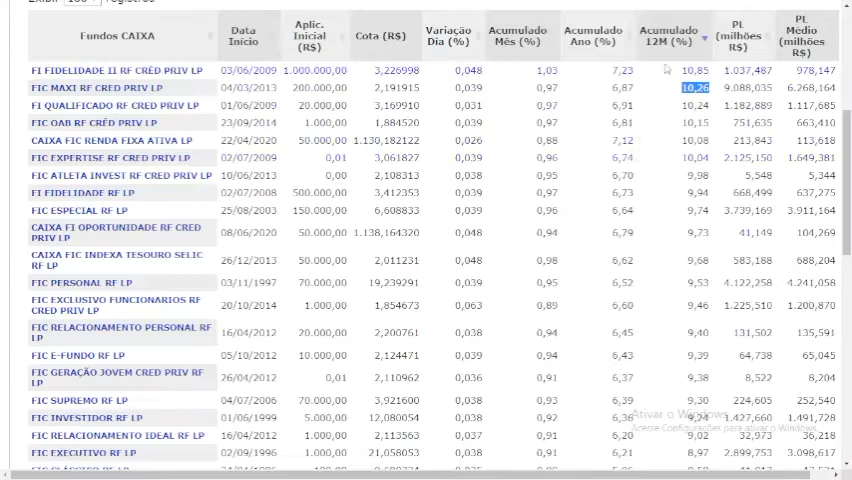 Exibir 100 registros
Fundos CAIXA Data Início Aplic. Inicial (R$) Cota (R$) Variação Dia (%) Acumulado Mês (%) Acumulado Ano (%) Acumulado 12M (%) PL (milhões R$) PL Médio (milhões R$)
FI FIDELIDADE II RF CRÉD PRIV LP 03/06/2009 1.000.000,00 3,226998 0,048 1,03 7,23 10,85 1.037,487 978,147
FIC MAXI RF CRED PRIV LP 04/03/2013 200.000,00 2,191915 0,039 0,97 6,87 10,26 9.088,035 6.268,164
FI QUALIFICADO RF CRED PRIV LP 01/06/2009 20.000,00 3,169910 0,031 0,97 6,91 10,24 1.182,889 1.117,685
FIC OAB RF CRÉD PRIV LP 23/09/2014 1.000,00 1,884520 0,039 0,97 6,81 10,15 751,635 663,410
CAIXA FIC RENDA FIXA ATIVA LP 22/04/2020 50.000,00 1.130,182122 0,026 0,88 7,12 10,08 213,843 113,618
FIC EXPERTISE RF CRED PRIV LP 02/07/2009 0,01 3,061827 0,039 0,96 6,74 10,04 2.125,150 1.649,381
FIC ATLETA INVEST RF CRÉD PRIV LP 10/06/2013 0,00 2,108313 0,038 0,95 6,70 9,98 5,548 5,344
FI FIDELIDADE RF LP 02/07/2008 500.000,00 3,412353 0,039 0,97 6,73 9,94 668,499 637,275
FIC ESPECIAL RF LP 25/08/2003 150.000,00 6,608833 0,039 0,96 6,64 9,74 3.739,169 3.911,164
CAIXA FI OPORTUNIDADE RF CRED PRIV LP 08/06/2020 50.000,00 1.138,164320 0,048 0,94 6,79 9,73 41,149 104,269
CAIXA FIC INDEXA TESOURO SELIC RF LP 26/12/2013 50.000,00 2,011231 0,048 0,98 6,62 9,68 583,188 688,204
FIC PERSONAL RF LP 03/11/1997 70.000,00 19,239291 0,039 0,95 6,52 9,53 4.122,258 4.241,058
FIC EXCLUSIVO FUNCIONARIOS RF CRED PRIV LP 20/10/2014 1.000,00 1,854673 0,063 0,89 6,60 9,46 1.225,510 1.200,870
FIC RELACIONAMENTO PERSONAL RF LP 16/04/2012 20.000,00 2,200761 0,038 0,94 6,45 9,40 131,502 135,591
FIC E-FUNDO RF LP 05/10/2012 10.000,00 2,124471 0,039 0,94 6,43 9,39 64,738 65,045
FIC GERAÇÃO JOVEM CRED PRIV RF LP 26/04/2012 0,01 2,110962 0,036 0,91 6,37 9,38 8,522 8,204
FIC SUPREMO RF LP 04/07/2006 70.000,00 3,921600 0,038 0,93 6,39 9,30 224,605 252,540
FIC INVESTIDOR RF LP 01/06/1999 5.000,00 12,080054 0,038 0,92 6,36 9,24 1.427,660 1.491,728
FIC RELACIONAMENTO IDEAL RF LP 16/04/2012 1.000,00 2,113563 0,037 0,91 6,20 9,02 32,973 36,218
FIC EXECUTIVO RF LP 02/09/1996 1.000,00 21,058053 0,038 0,91 6,21 8,97 2.899,753 3.098,617
Ativar o Windows
Acesse Configurações para ativar o Windows.